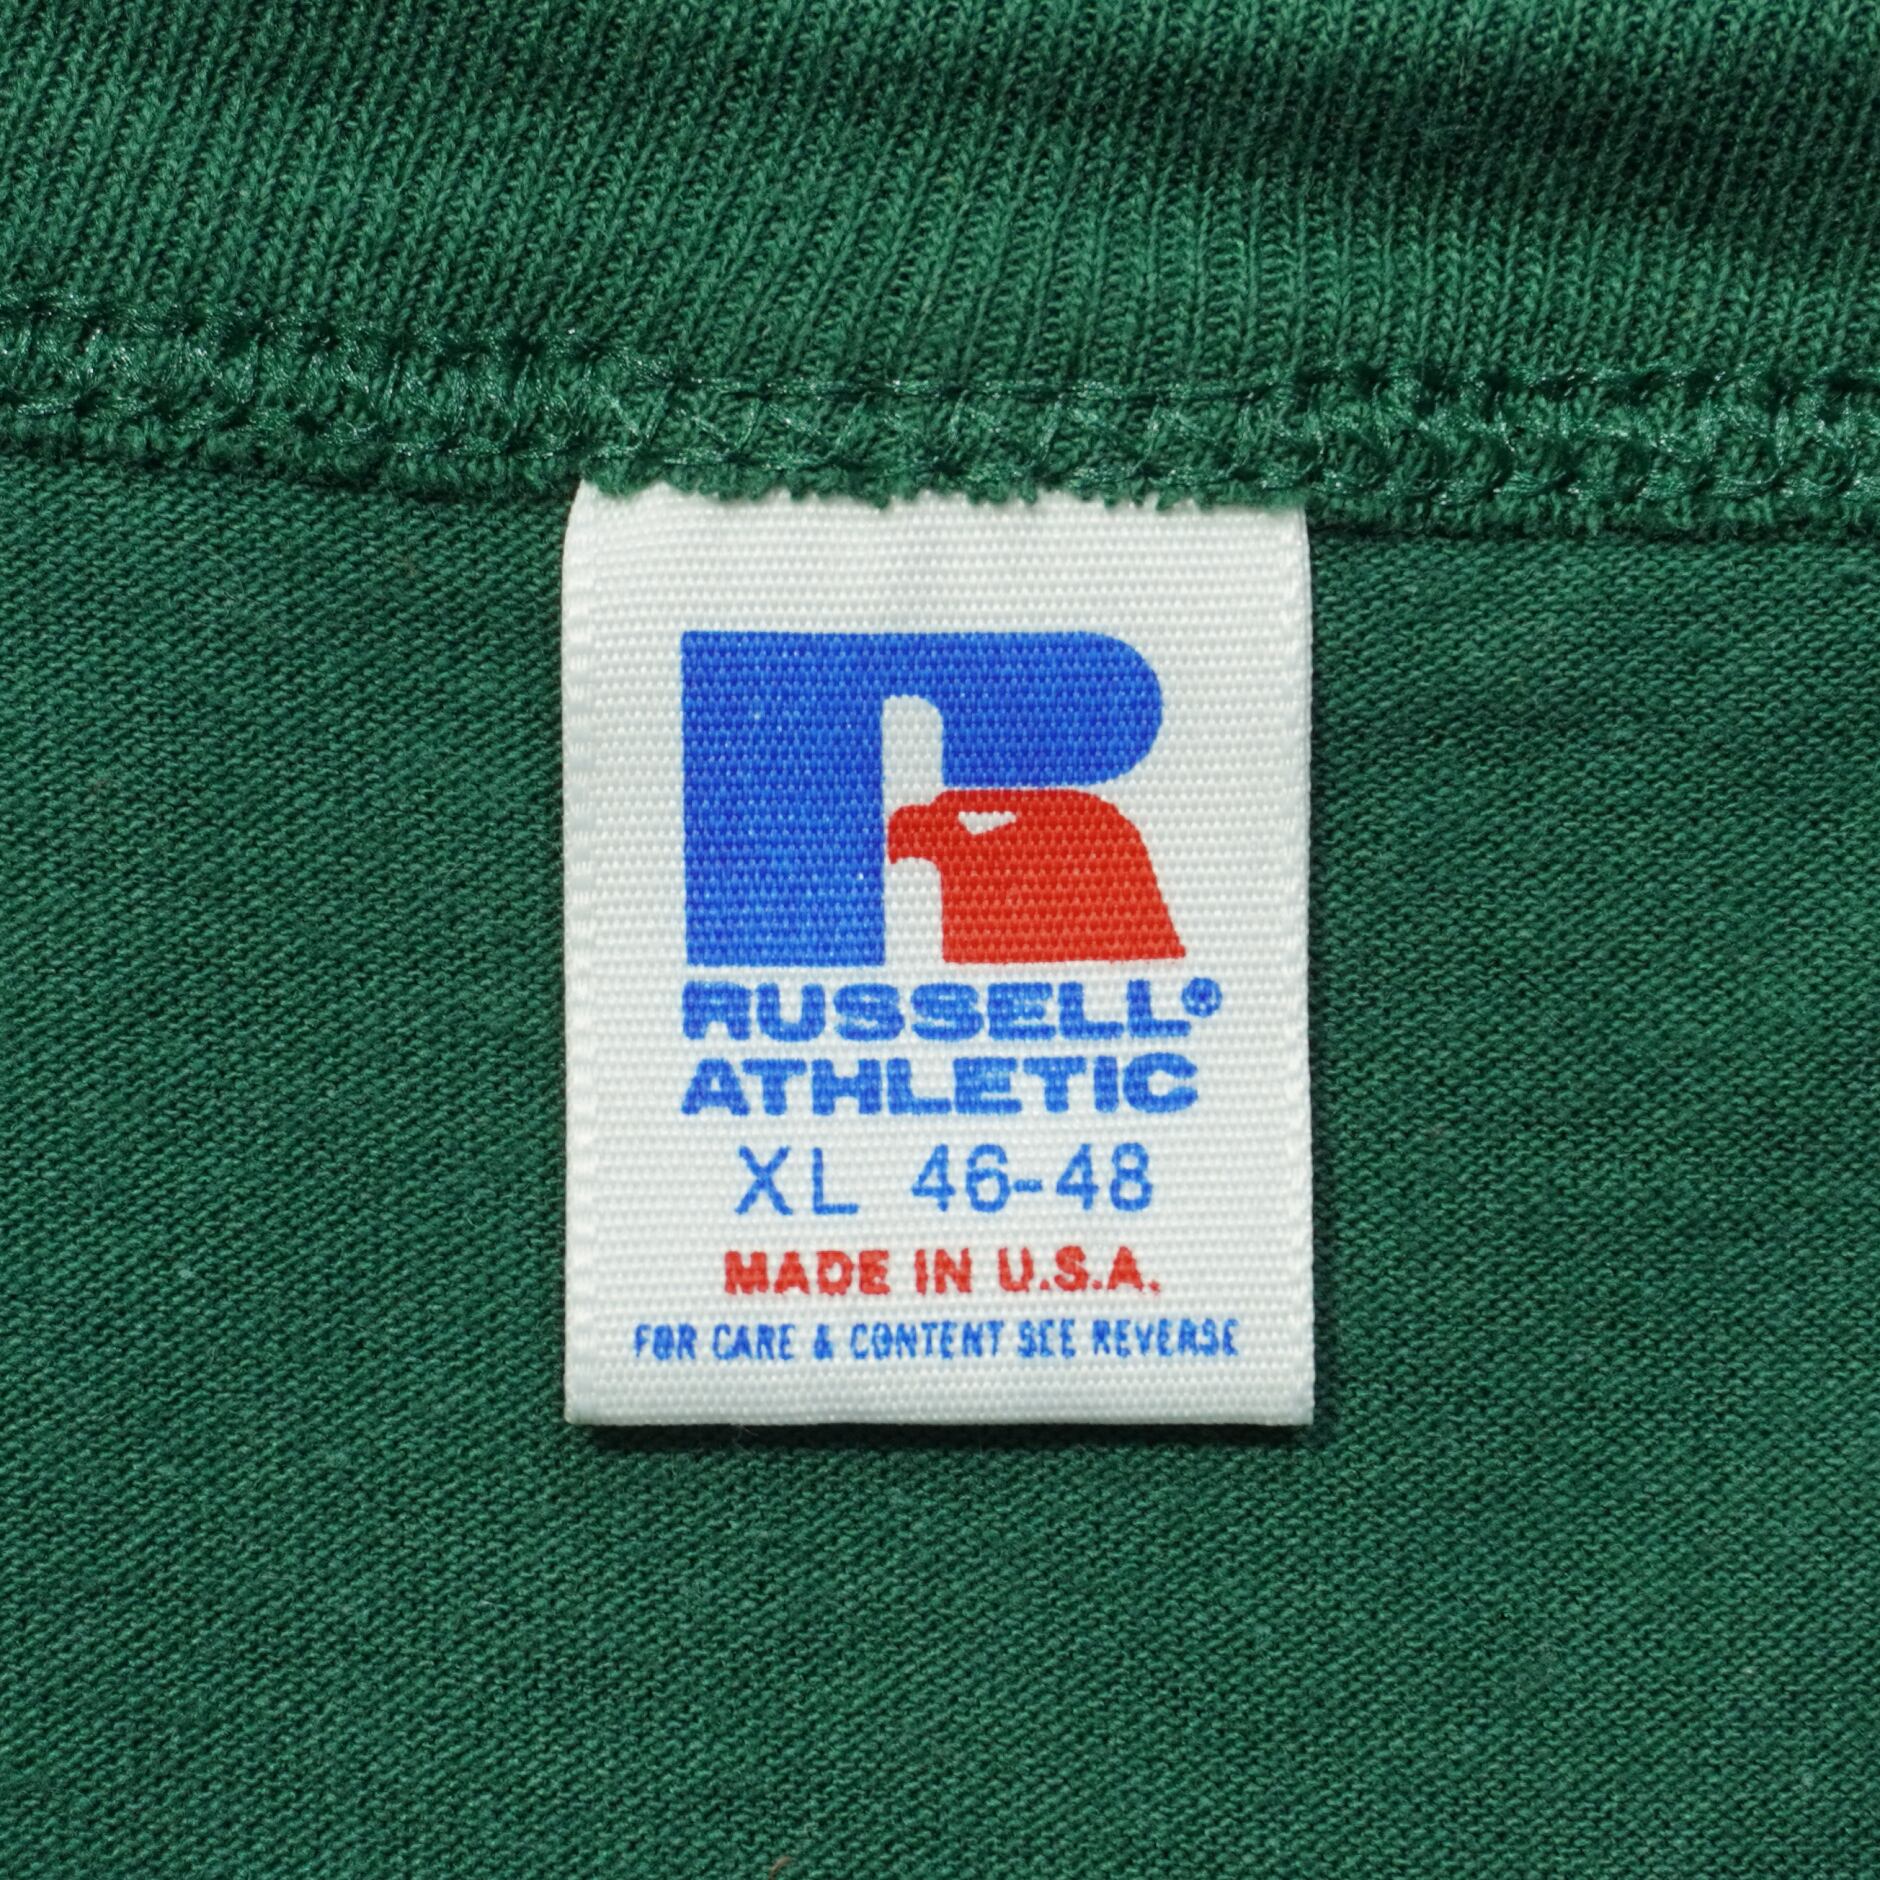 RUSSELL®
ATHLETIC
XL 46-48
MADE IN U.S.A.
FOR CARE & CONTENT SEE REVERSE